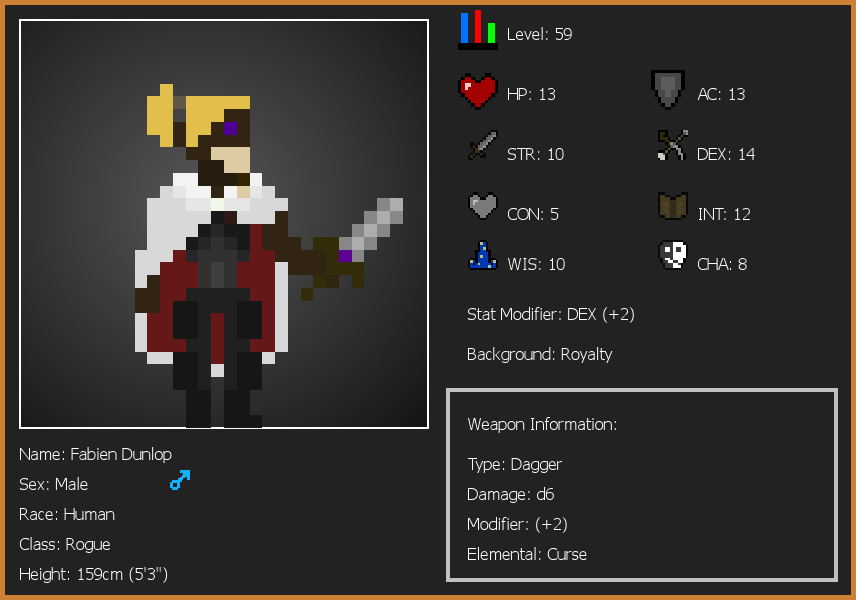 Level: 59
HP: 13
AC: 13
STR: 10
DEX: 14
CON: 5
INT: 12
WIS: 10
CHA: 8
Stat Modifier: DEX (+2)
Background: Royalty
Weapon Information:
Type: Dagger
Damage: d6
Modifier: (+2)
Elemental: Curse
Name: Fabien Dunlop
Sex: Male
Race: Human
Class: Rogue
Height: 159cm (5'3")